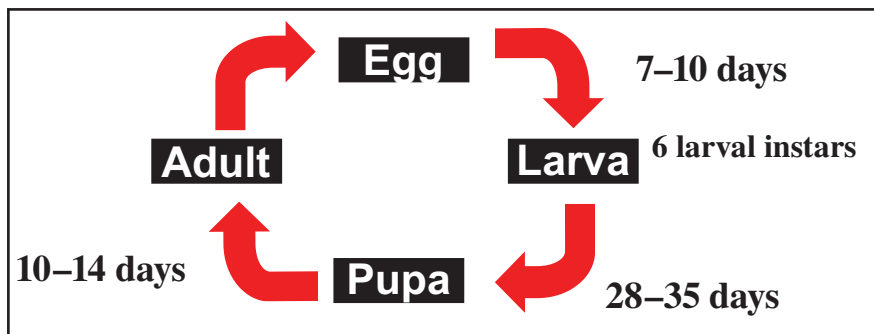 Egg
7–10 days
Adult
Larva
6 larval instars
10–14 days
Pupa
28–35 days